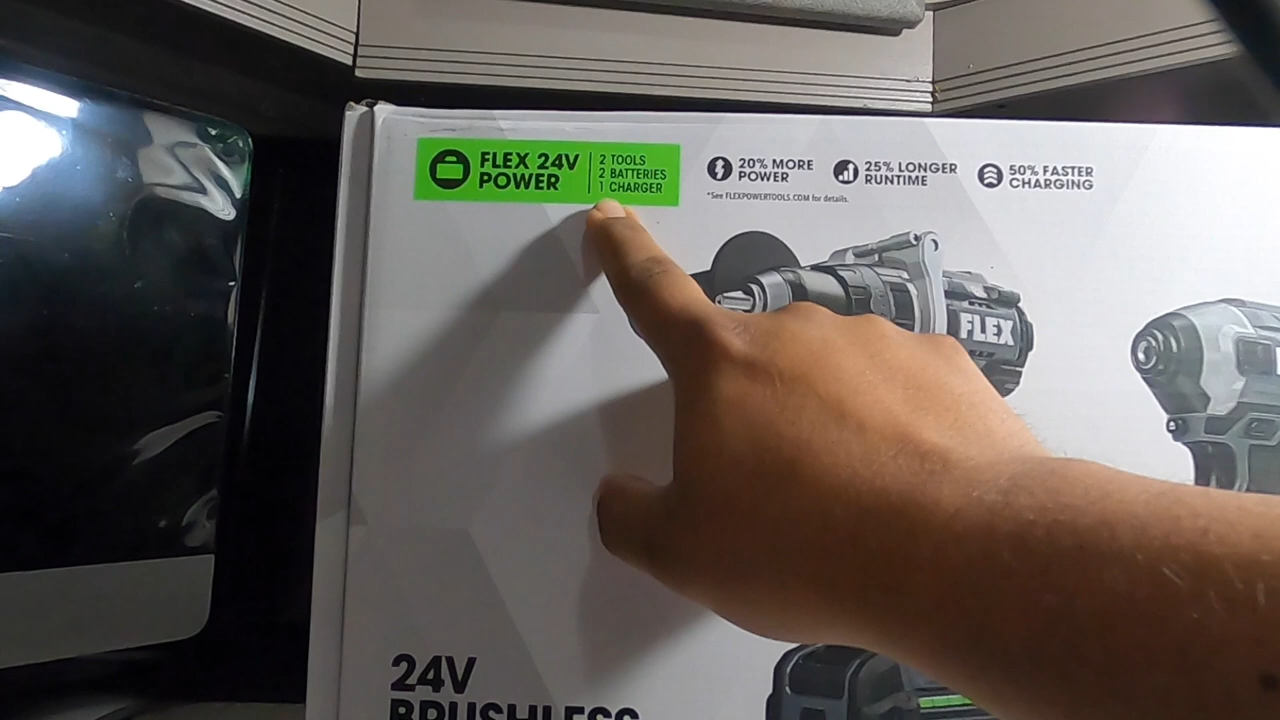 FLEX 24V
POWER
2 TOOLS
2 BATTERIES
1 CHARGER
20% MORE
POWER
25% LONGER
RUNTIME
50% FASTER
CHARGING
*See FLEXPOWERTOOLS.COM for details.
FLEX
24V
BRUSHLESS